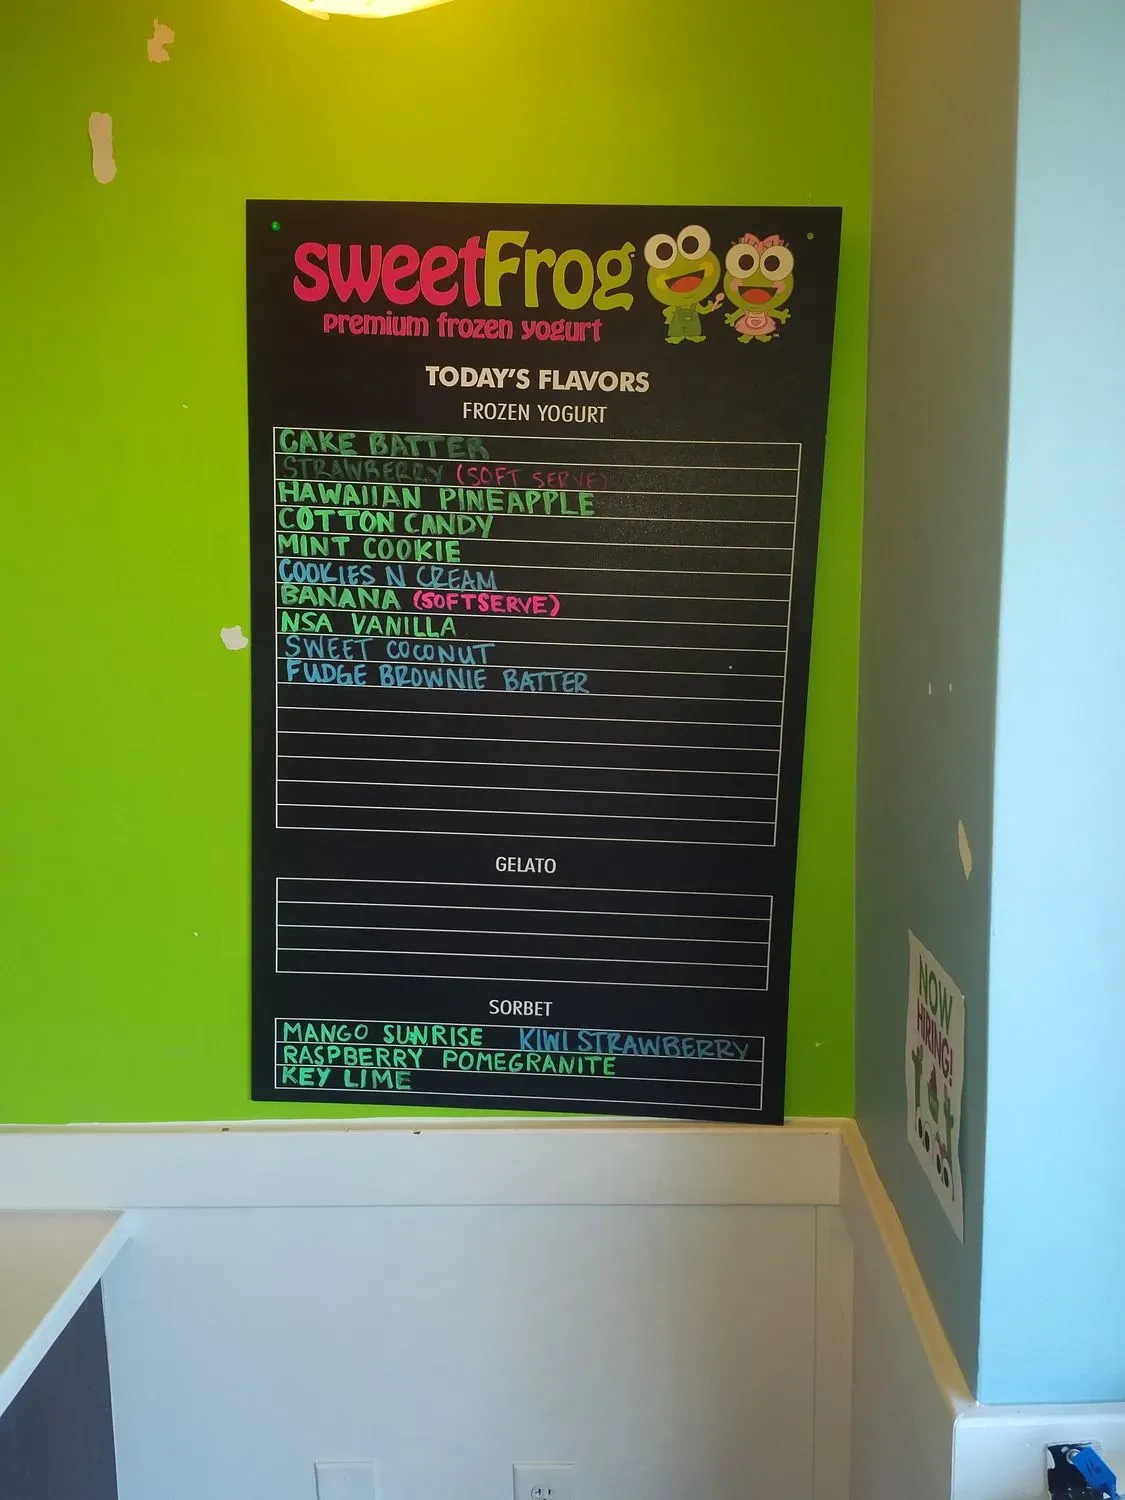 sweetFrog
premium frozen yogurt
TODAY'S FLAVORS
FROZEN YOGURT
CAKE BATTER
STRAWBERRY (SOFT SERVE)
HAWAIIAN PINEAPPLE
COTTON CANDY
MINT COOKIE
COOKIES N CREAM
BANANA (SOFTSERVE)
NSA VANILLA
SWEET COCONUT
FUDGE BROWNIE BATTER
GELATO
SORBET
MANGO SUNRISE KIWI STRAWBERRY
RASPBERRY POMEGRANITE
KEY LIME
NOW
HIRING!